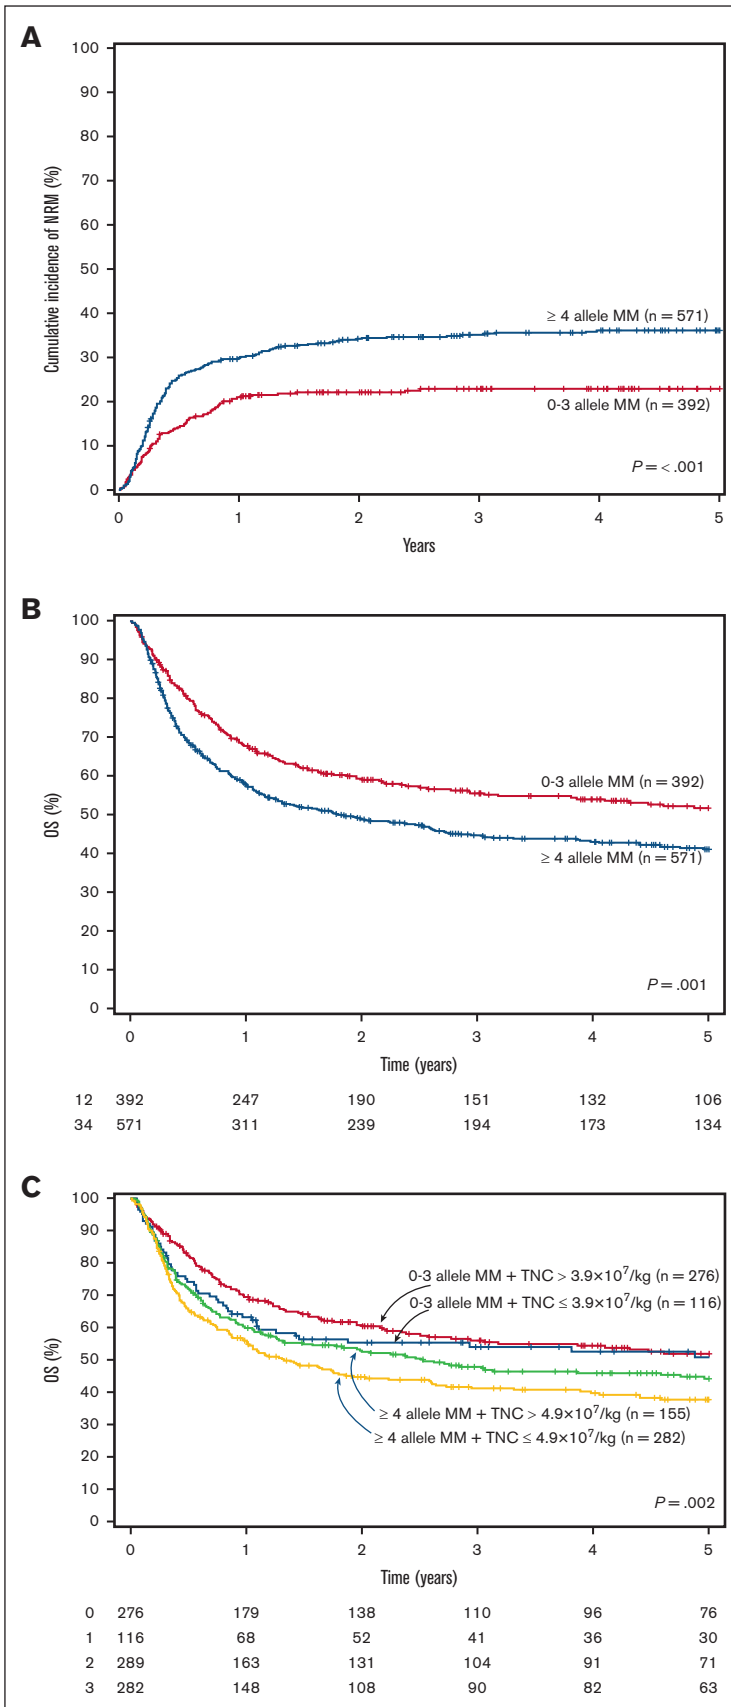 A
100
90
80
70
60
50
40
30
20
10
0
Cumulative incidence of NRM (%)
≥ 4 allele MM (n = 571)
0-3 allele MM (n = 392)
P = < .001
0 1 2 3 4 5
Years
B
100
90
80
70
60
50
40
30
20
10
0
OS (%)
0-3 allele MM (n = 392)
≥ 4 allele MM (n = 571)
P = .001
0 1 2 3 4 5
Time (years)
12 392 247 190 151 132 106
34 571 311 239 194 173 134
C
100
90
80
70
60
50
40
30
20
10
0
OS (%)
0-3 allele MM + TNC > 3.9×10⁷/kg (n = 276)
0-3 allele MM + TNC ≤ 3.9×10⁷/kg (n = 116)
≥ 4 allele MM + TNC > 4.9×10⁷/kg (n = 155)
≥ 4 allele MM + TNC ≤ 4.9×10⁷/kg (n = 282)
P = .002
0 1 2 3 4 5
Time (years)
0 276 179 138 110 96 76
1 116 68 52 41 36 30
2 289 163 131 104 91 71
3 282 148 108 90 82 63